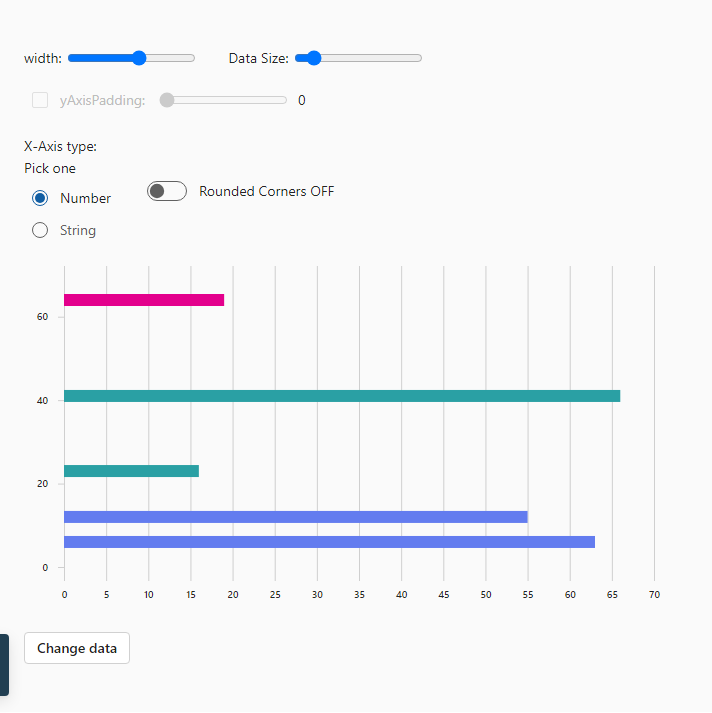 width: Data Size:
yAxisPadding: 0
X-Axis type:
Pick one
Number
Rounded Corners OFF
String
60
40
20
0
0 5 10 15 20 25 30 35 40 45 50 55 60 65 70
Change data